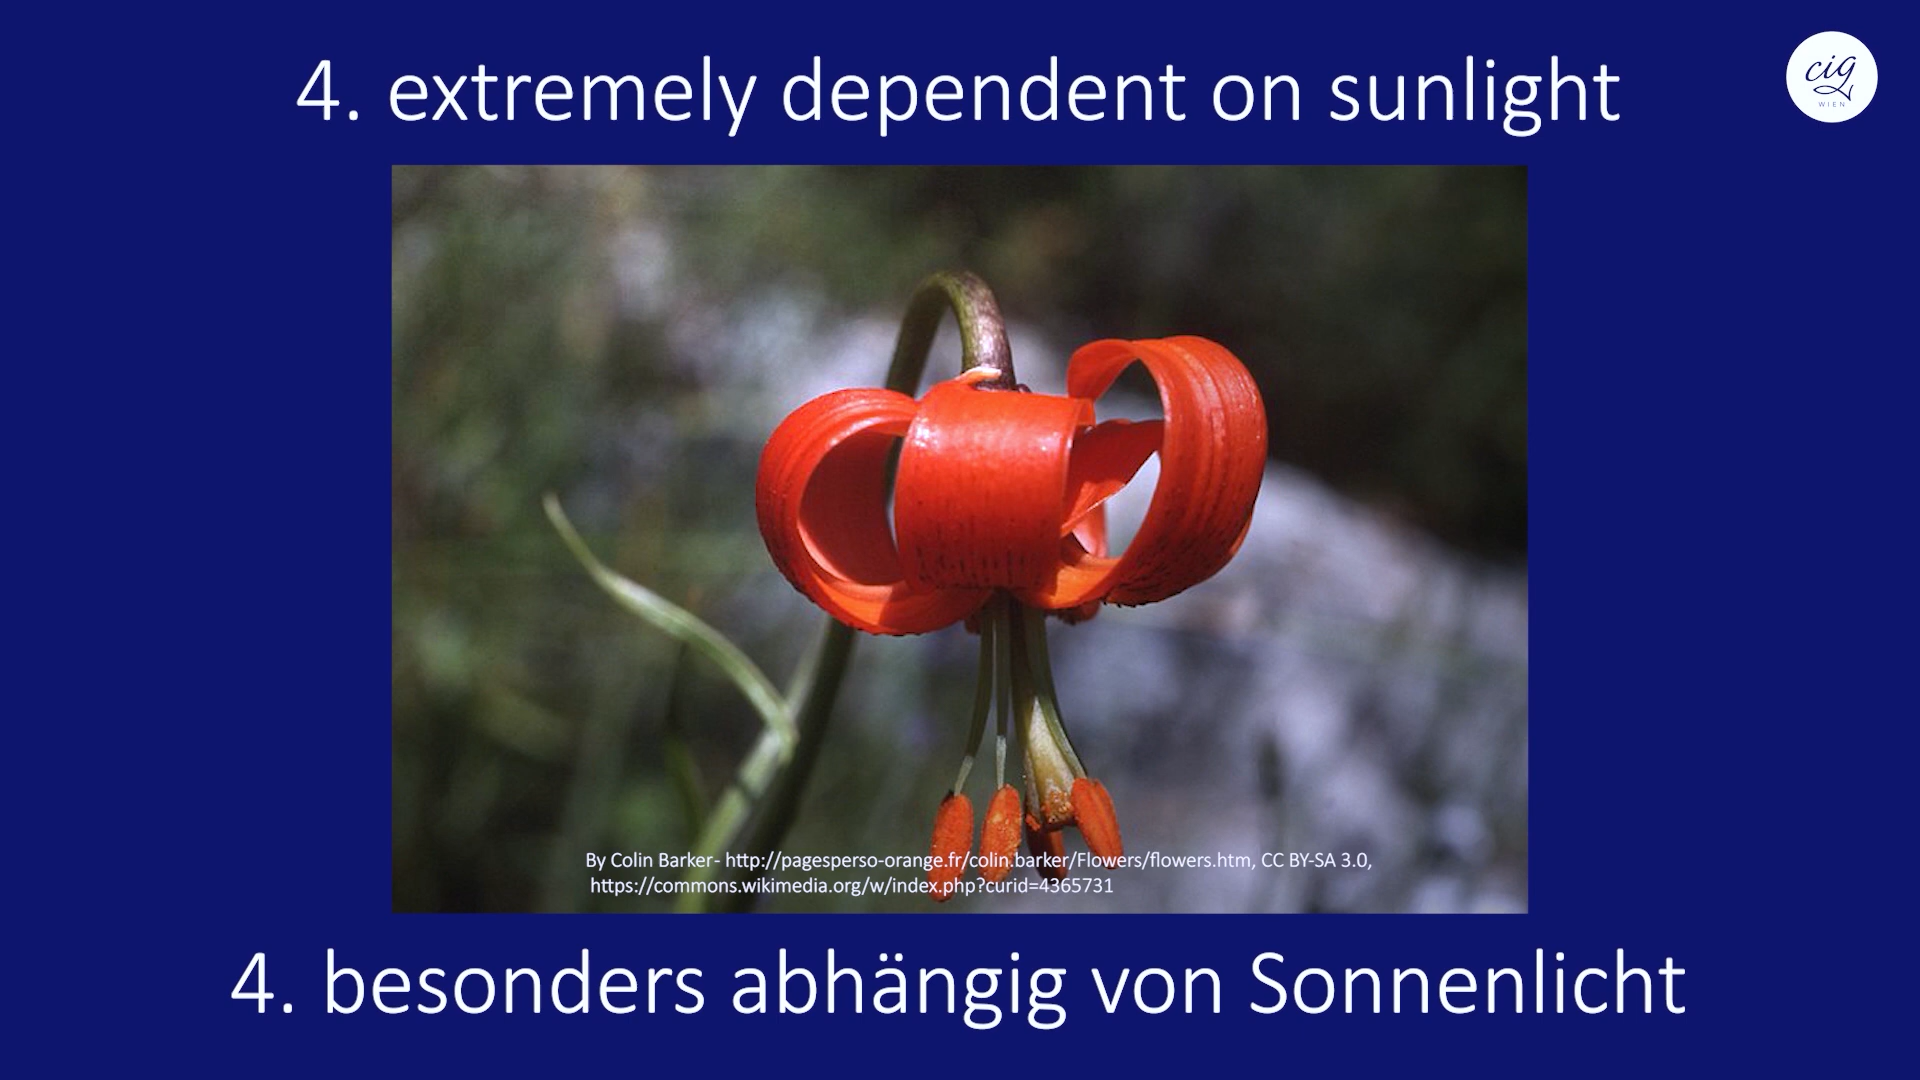 4. extremely dependent on sunlight
cig
WIEN
By Colin Barker- http://pagesperso-orange.fr/colin.barker/Flowers/flowers.htm, CC BY-SA 3.0,
https://commons.wikimedia.org/w/index.php?curid=4365731
4. besonders abhängig von Sonnenlicht